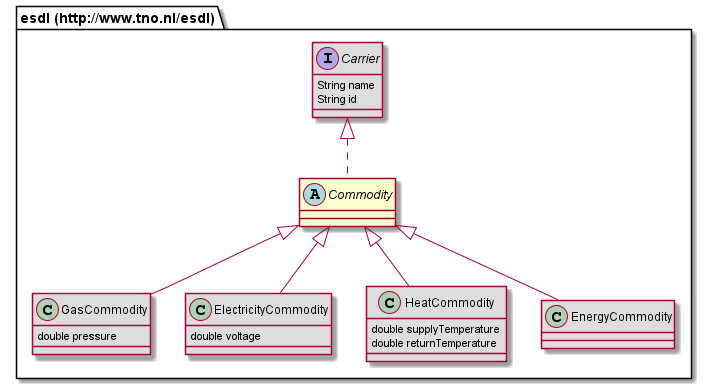 esdl (http://www.tno.nl/esdl)
I Carrier
String name
String id
A Commodity
C GasCommodity
double pressure
C ElectricityCommodity
double voltage
C HeatCommodity
double supplyTemperature
double returnTemperature
C EnergyCommodity